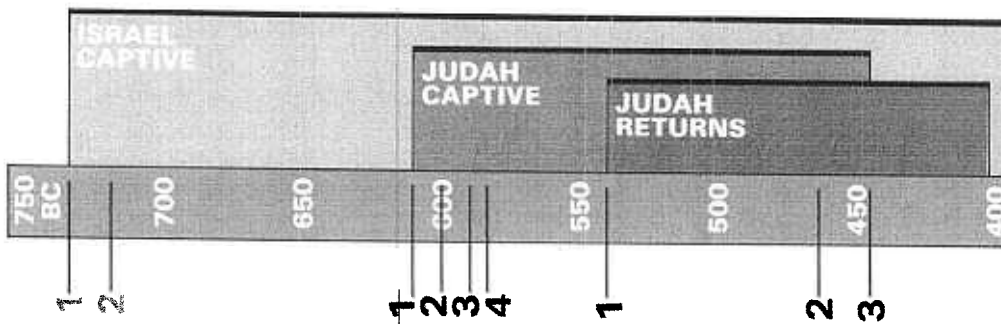 ISRAEL
CAPTIVE
JUDAH
CAPTIVE
JUDAH
RETURNS
750
BC
700
650
600
550
500
450
400
1
2
1
2
3
4
1
2
3